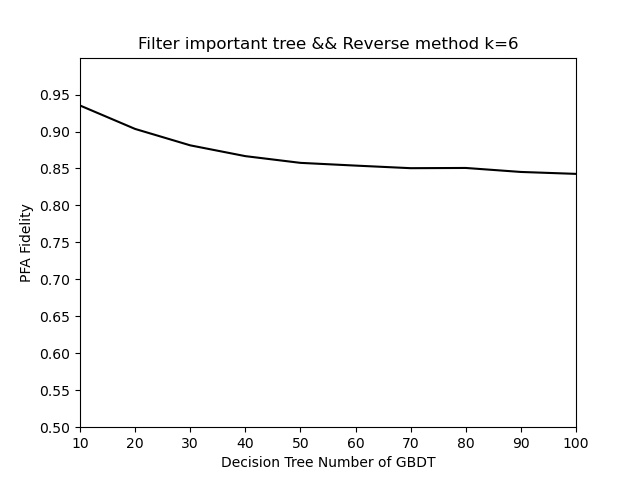 Filter important tree && Reverse method k=6
PFA Fidelity
0.95
0.90
0.85
0.80
0.75
0.70
0.65
0.60
0.55
0.50
10 20 30 40 50 60 70 80 90 100
Decision Tree Number of GBDT